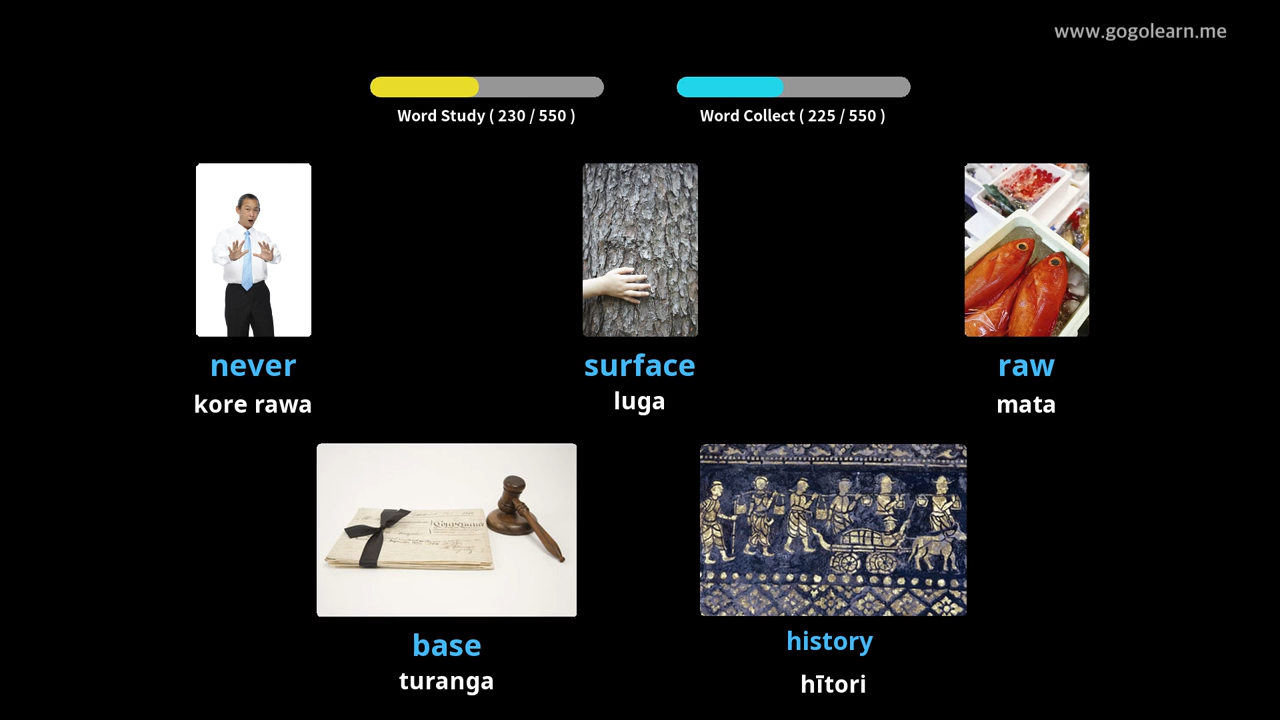 www.gogolearn.me
Word Study ( 230 / 550 )
Word Collect ( 225 / 550 )
never
kore rawa
surface
luga
raw
mata
base
turanga
history
hītori